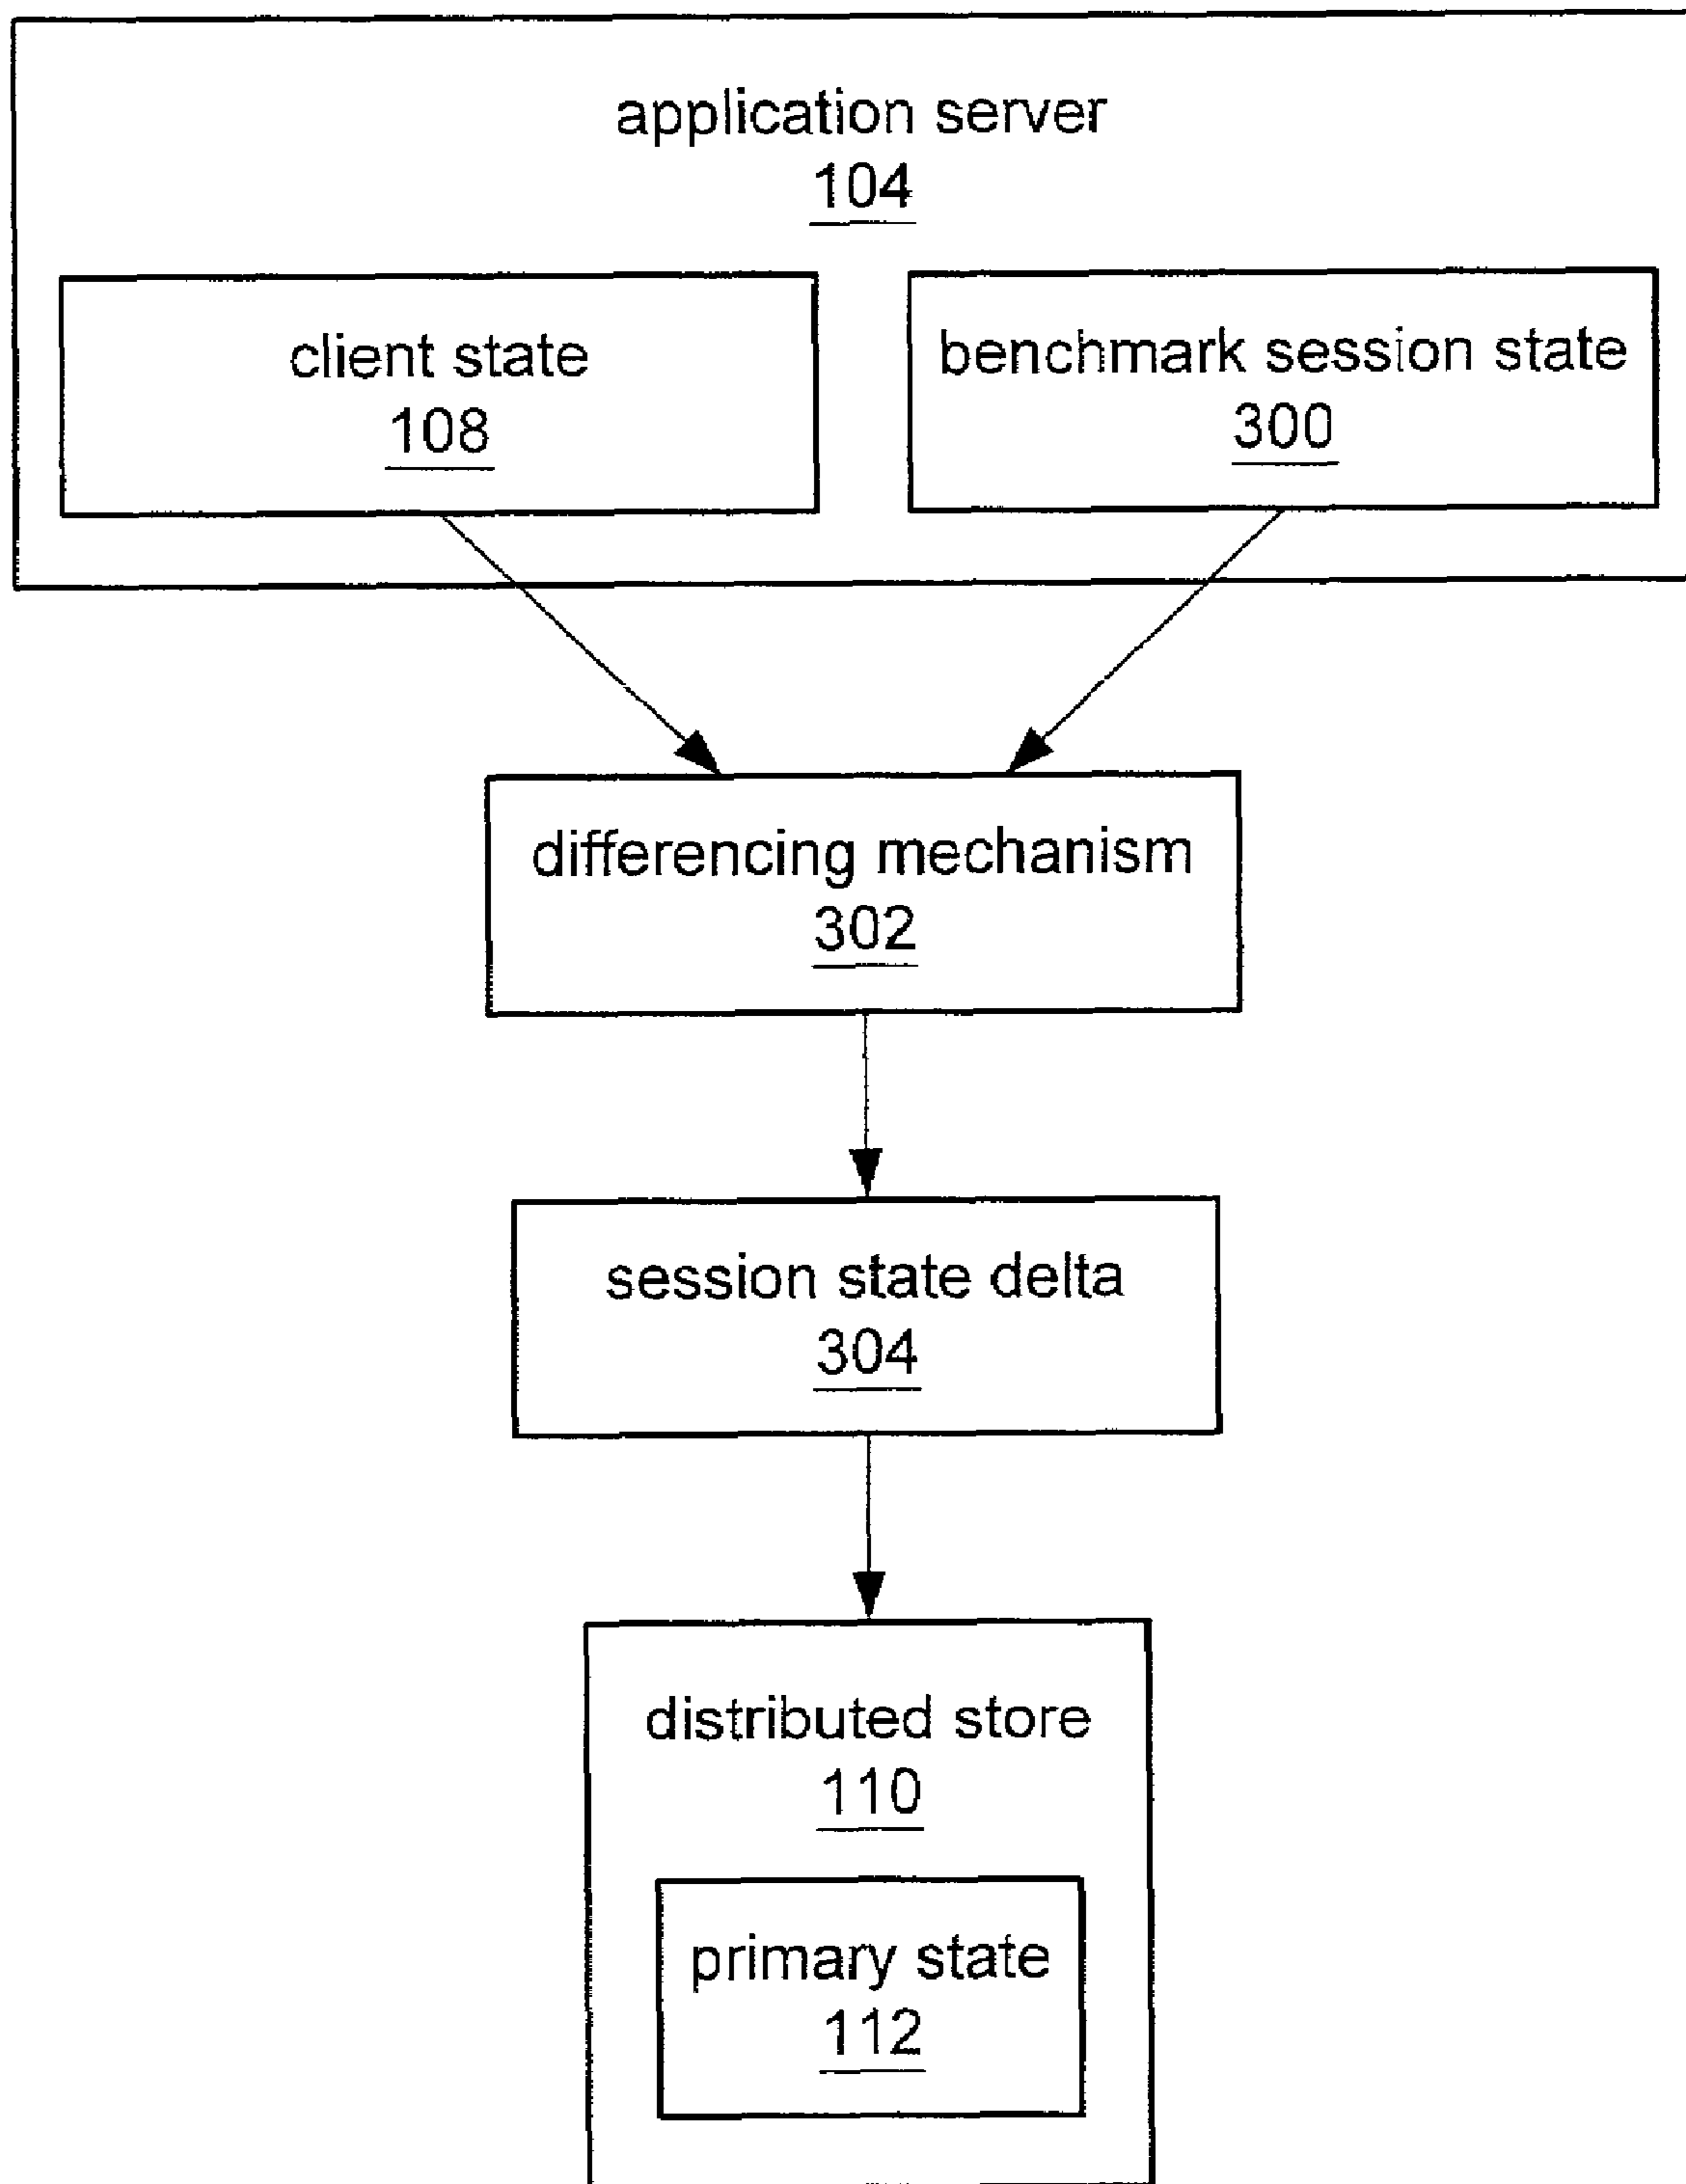 application server
104
client state
108
benchmark session state
300
differencing mechanism
302
session state delta
304
distributed store
110
primary state
112